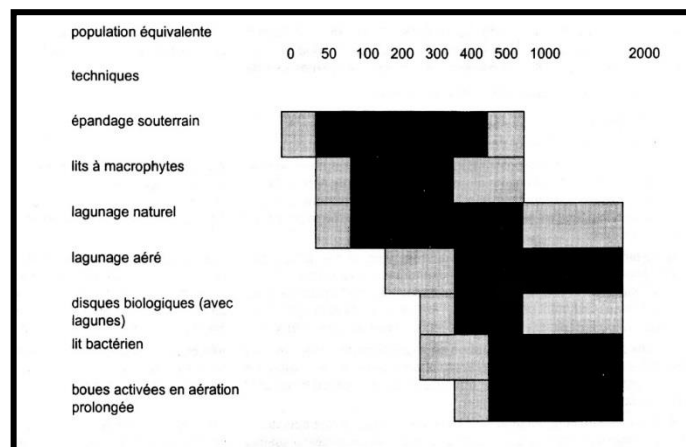 population équivalente
0 50 100 200 300 400 500 1000 2000
techniques
épandage souterrain
lits à macrophytes
lagunage naturel
lagunage aéré
disques biologiques (avec
lagunes)
lit bactérien
boues activées en aération
prolongée